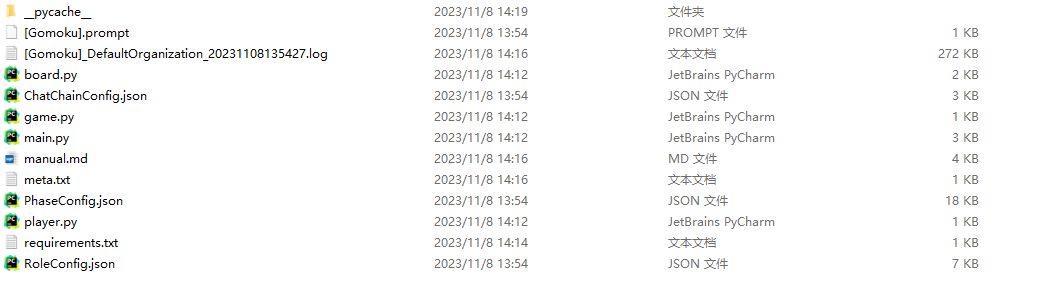 __pycache__ 2023/11/8 14:19 文件夹
[Gomoku].prompt 2023/11/8 13:54 PROMPT 文件 1 KB
[Gomoku]_DefaultOrganization_20231108135427.log 2023/11/8 14:16 文本文档 272 KB
board.py 2023/11/8 14:12 JetBrains PyCharm 2 KB
ChatChainConfig.json 2023/11/8 13:54 JSON 文件 3 KB
game.py 2023/11/8 14:12 JetBrains PyCharm 1 KB
main.py 2023/11/8 14:12 JetBrains PyCharm 3 KB
manual.md 2023/11/8 14:16 MD 文件 4 KB
meta.txt 2023/11/8 14:16 文本文档 1 KB
PhaseConfig.json 2023/11/8 13:54 JSON 文件 18 KB
player.py 2023/11/8 14:12 JetBrains PyCharm 1 KB
requirements.txt 2023/11/8 14:14 文本文档 1 KB
RoleConfig.json 2023/11/8 13:54 JSON 文件 7 KB